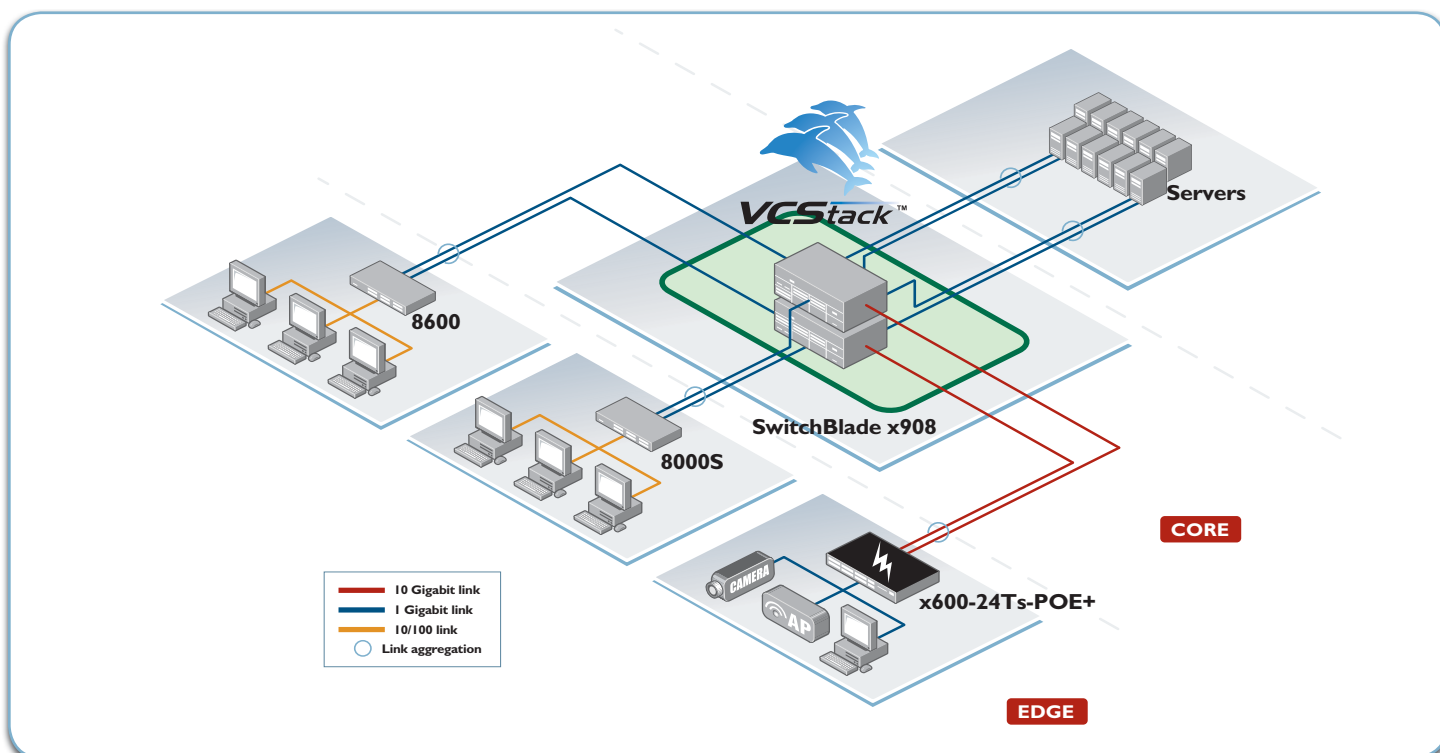 Servers
VCStack™
8600
SwitchBlade x908
8000S
CORE
CAMERA
x600-24Ts-POE+
AP
10 Gigabit link
1 Gigabit link
10/100 link
Link aggregation
EDGE